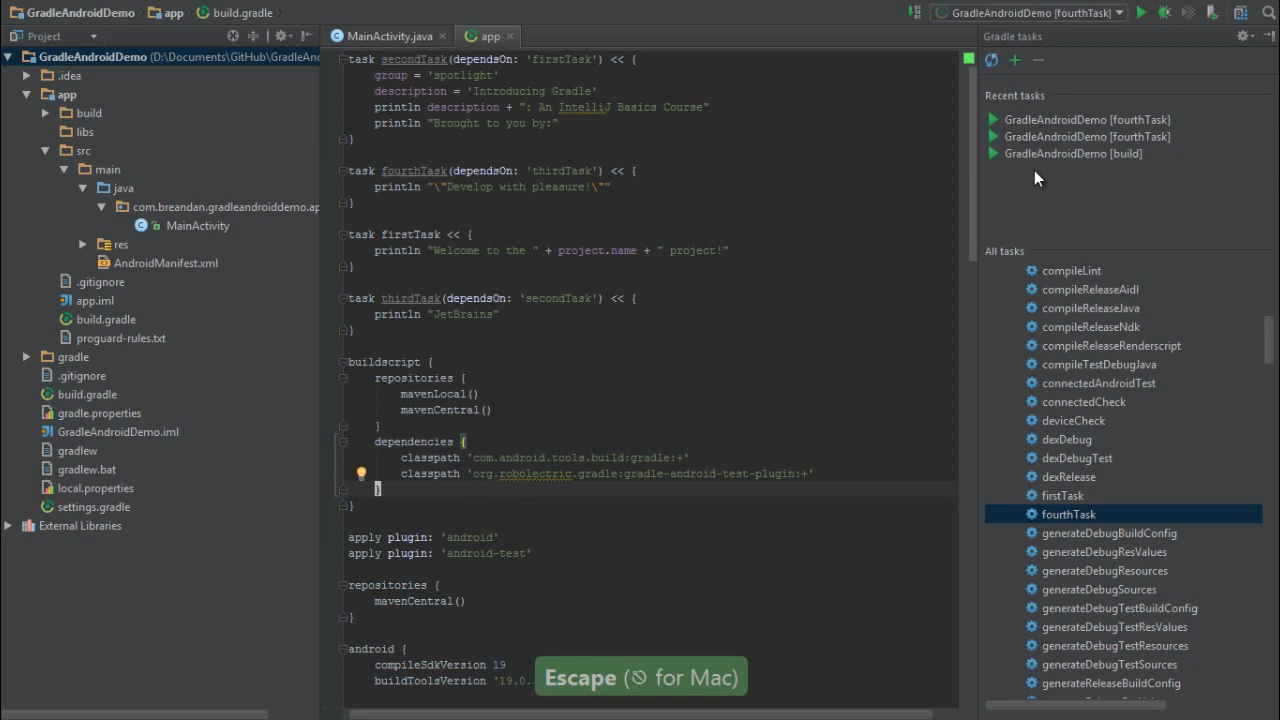 GradleAndroidDemo app build.gradle
GradleAndroidDemo [fourthTask]
Project
MainActivity.java
app
Gradle tasks
GradleAndroidDemo (D:\Documents\GitHub\GradleAnd
.idea
app
build
libs
src
main
java
com.breandan.gradleandroiddemo.ap
MainActivity
res
AndroidManifest.xml
.gitignore
app.iml
build.gradle
proguard-rules.txt
gradle
.gitignore
build.gradle
gradle.properties
GradleAndroidDemo.iml
gradlew
gradlew.bat
local.properties
settings.gradle
External Libraries
task secondTask(dependsOn: 'firstTask') << {
group = 'spotlight'
description = 'Introducing Gradle'
println description + ": An IntelliJ Basics Course"
println "Brought to you by:"
}
task fourthTask(dependsOn: 'thirdTask') << {
println "\"Develop with pleasure!\""
}
task firstTask << {
println "Welcome to the " + project.name + " project!"
}
task thirdTask(dependsOn: 'secondTask') << {
println "JetBrains"
}
buildscript {
repositories {
mavenLocal()
mavenCentral()
}
dependencies {
classpath 'com.android.tools.build:gradle:+'
classpath 'org.robolectric.gradle:gradle-android-test-plugin:+'
}
}
apply plugin: 'android'
apply plugin: 'android-test'
repositories {
mavenCentral()
}
android {
compileSdkVersion 19
buildToolsVersion '19.0.
Escape (⎋ for Mac)
Recent tasks
GradleAndroidDemo [fourthTask]
GradleAndroidDemo [fourthTask]
GradleAndroidDemo [build]
All tasks
compileLint
compileReleaseAidl
compileReleaseJava
compileReleaseNdk
compileReleaseRenderscript
compileTestDebugJava
connectedAndroidTest
connectedCheck
deviceCheck
dexDebug
dexDebugTest
dexRelease
firstTask
fourthTask
generateDebugBuildConfig
generateDebugResValues
generateDebugResources
generateDebugSources
generateDebugTestBuildConfig
generateDebugTestResValues
generateDebugTestResources
generateDebugTestSources
generateReleaseBuildConfig